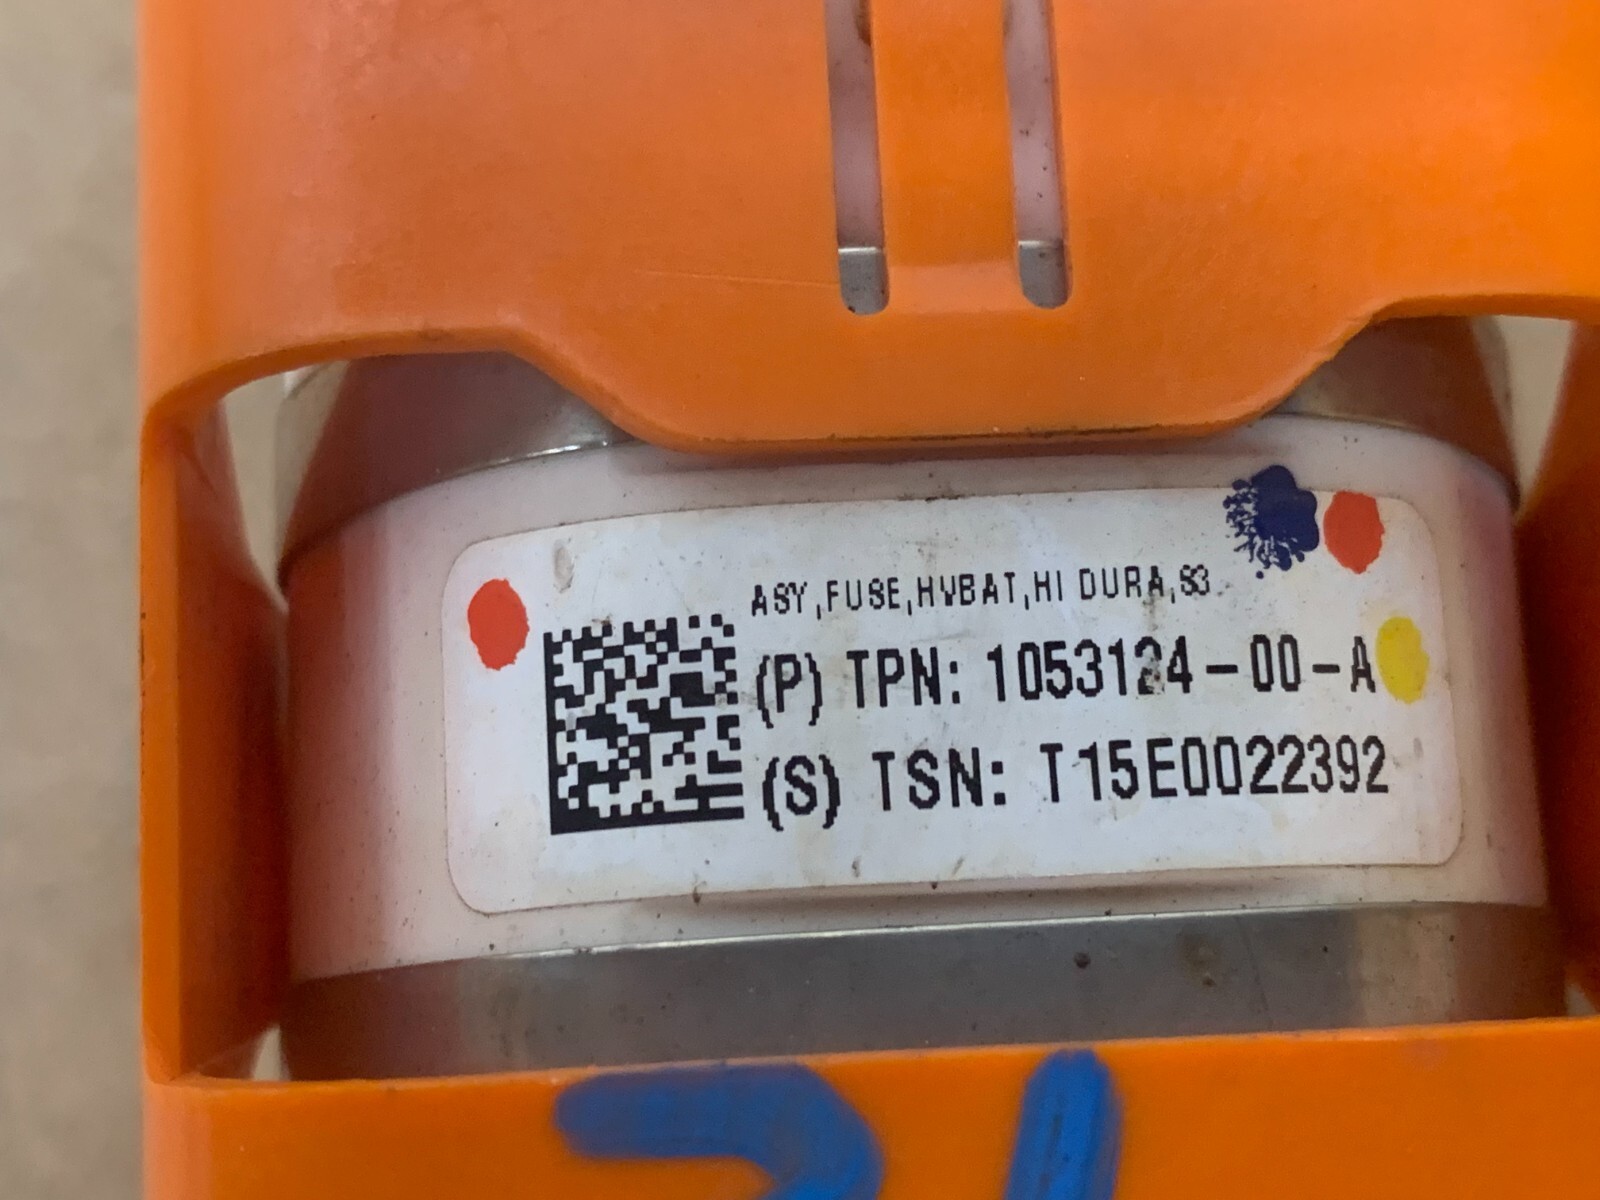 ASY,FUSE,HVBAT,HI DURA,S3
(P) TPN: 1053124-00-A
(S) TSN: T15E0022392